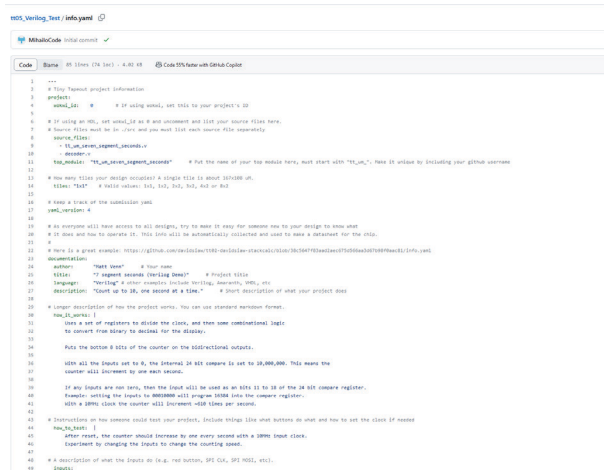 tt05_Verilog_Test / info.yaml
MihailoCode Initial commit
Code Blame 85 lines (74 loc) · 4.01 KB Code 55% faster with GitHub Copilot
1 ---
2 # Tiny Tapeout project information
3 project:
4 wokwi_id: 0 # If using wokwi, set this to your project's ID
5
6 # If using an HDL, set wokwi_id as 0 and uncomment and list your source files here.
7 # Source files must be in ./src and you must list each source file separately
8 source_files:
9 - tt_um_seven_segment_seconds.v
10 - decoder.v
11 top_module: "tt_um_seven_segment_seconds" # Put the name of your top module here, must start with "tt_um_". Make it unique by including your github username
12
13 # How many tiles your design occupies? A single tile is about 167x108 uM.
14 tiles: "1x1" # Valid values: 1x1, 1x2, 2x2, 3x2, 4x2 or 8x2
15
16 # Keep a track of the submission yaml
17 yaml_version: 4
18
19 # As everyone will have access to all designs, try to make it easy for someone new to your design to know what
20 # it does and how to operate it. This info will be automatically collected and used to make a datasheet for the chip.
21 #
22 # Here is a great example:
23 documentation:
24 author: "Matt Venn" # Your name
25 title: "7 segment seconds (Verilog Demo)" # Project title
26 language: "Verilog" # other examples include Verilog, Amaranth, VHDL, etc
27 description: "Count up to 10, one second at a time." # Short description of what your project does
28
29 # Longer description of how the project works. You can use standard markdown format.
30 how_it_works: |
31 Uses a set of registers to divide the clock, and then some combinational logic
32 to convert from binary to decimal for the display.
33
34 Puts the bottom 8 bits of the counter on the bidirectional outputs.
35
36 With all the inputs set to 0, the internal 24 bit compare is set to 10,000,000. This means the
37 counter will increment by one each second.
38
39 If any inputs are non zero, then the input will be used as an bits 11 to 18 of the 24 bit compare register.
40 Example: setting the inputs to 00010000 will program 16384 into the compare register.
41 With a 10MHz clock the counter will increment ~610 times per second.
42
43 # Instructions on how someone could test your project, include things like what buttons do what and how to set the clock if needed
44 how_to_test: |
45 After reset, the counter should increase by one every second with a 10MHz input clock.
46 Experiment by changing the inputs to change the counting speed.
47
48 # A description of what the inputs do (e.g. red button, SPI CLK, SPI MOSI, etc).
49 inputs: